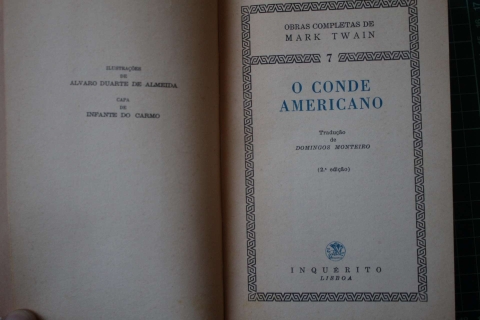 ILUSTRAÇÕES
DE
ALVARO DUARTE DE ALMEIDA
CAPA
DE
INFANTE DO CARMO
OBRAS COMPLETAS DE
MARK TWAIN
7
O CONDE
AMERICANO
Tradução
de
DOMINGOS MONTEIRO
(2.ª edição)
INQUÉRITO
LISBOA